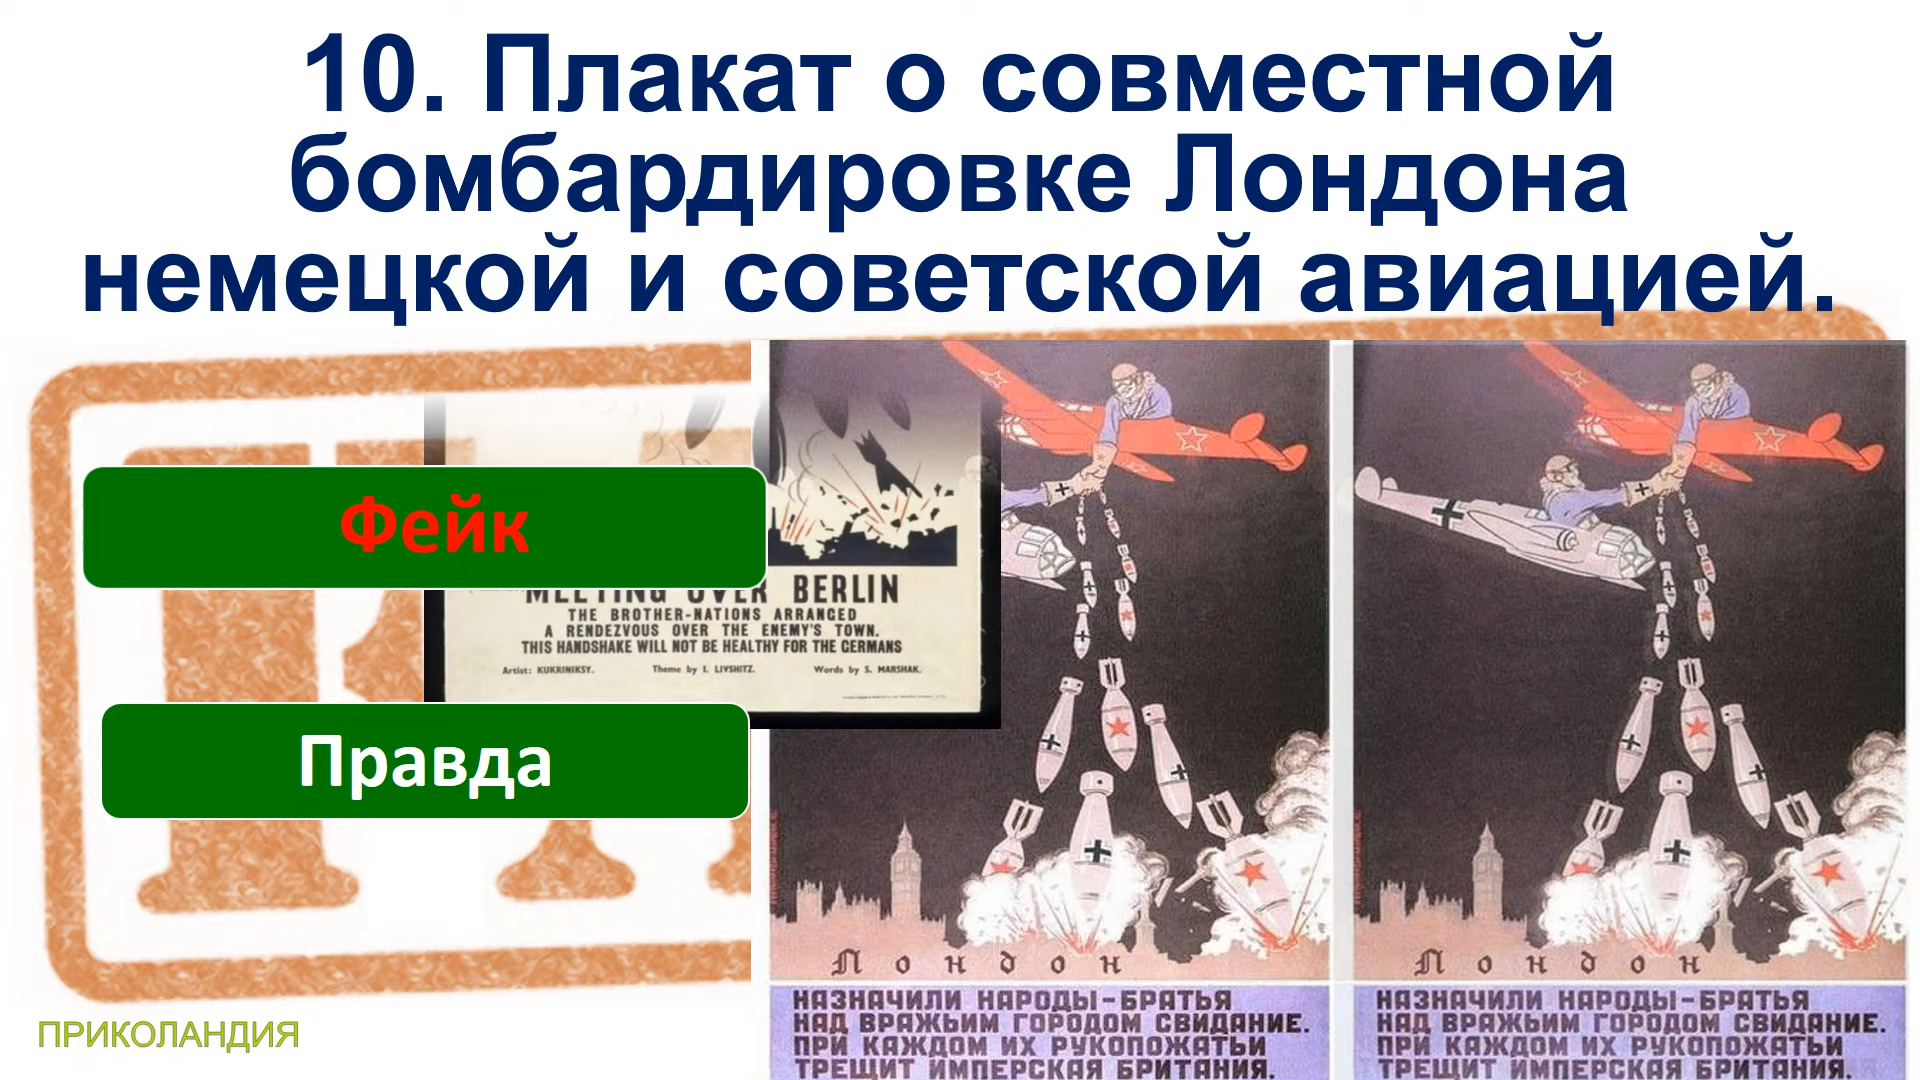 10. Плакат о совместной
бомбардировке Лондона
немецкой и советской авиацией.
Фейк
Правда
MEETING OVER BERLIN
THE BROTHER-NATIONS ARRANGED
A RENDEZVOUS OVER THE ENEMY'S TOWN.
THIS HANDSHAKE WILL NOT BE HEALTHY FOR THE GERMANS
Artist: KUKRINIKSY. Theme by I. LIVSHITZ. Words by S. MARSHAK.
Лондон
НАЗНАЧИЛИ НАРОДЫ-БРАТЬЯ
НАД ВРАЖЬИМ ГОРОДОМ СВИДАНИЕ.
ПРИ КАЖДОМ ИХ РУКОПОЖАТЬИ
ТРЕЩИТ ИМПЕРСКАЯ БРИТАНИЯ.
Лондон
НАЗНАЧИЛИ НАРОДЫ-БРАТЬЯ
НАД ВРАЖЬИМ ГОРОДОМ СВИДАНИЕ.
ПРИ КАЖДОМ ИХ РУКОПОЖАТЬИ
ТРЕЩИТ ИМПЕРСКАЯ БРИТАНИЯ.
ПРИКОЛАНДИЯ